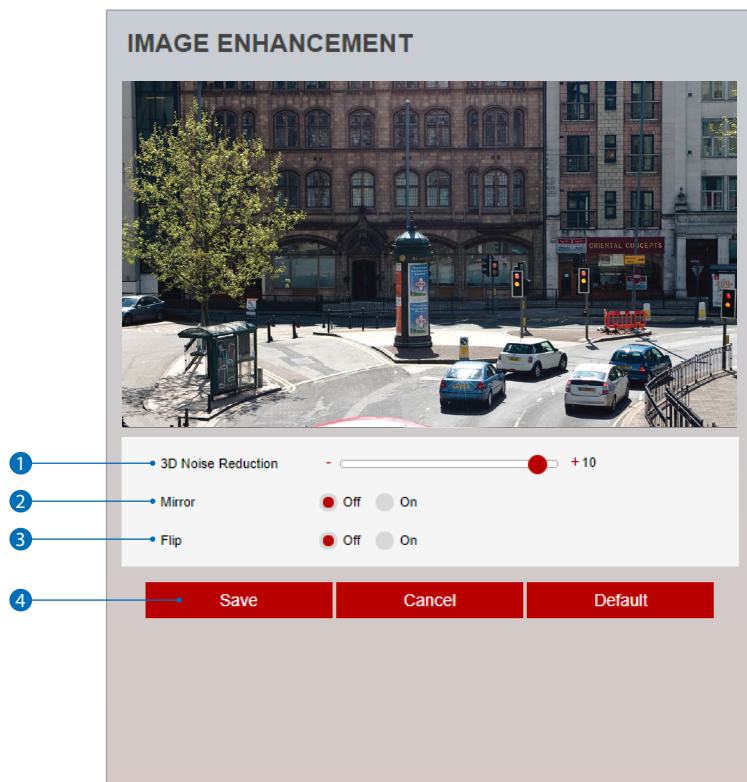 IMAGE ENHANCEMENT
ORIENTAL CONCEPTS
1 3D Noise Reduction - + 10
2 Mirror Off On
3 Flip Off On
4 Save Cancel Default